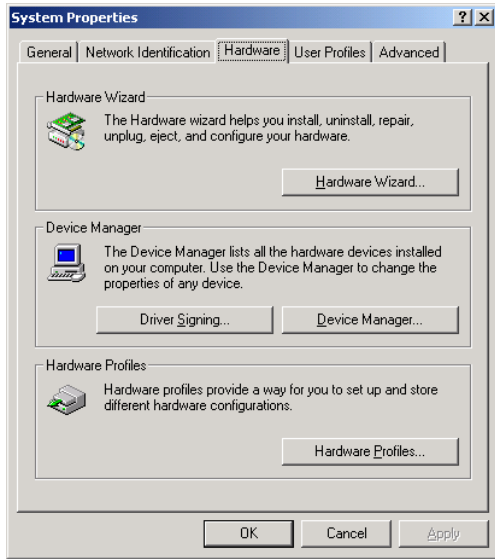 System Properties
General
Network Identification
Hardware
User Profiles
Advanced
Hardware Wizard
The Hardware wizard helps you install, uninstall, repair,
unplug, eject, and configure your hardware.
Hardware Wizard...
Device Manager
The Device Manager lists all the hardware devices installed
on your computer. Use the Device Manager to change the
properties of any device.
Driver Signing...
Device Manager...
Hardware Profiles
Hardware profiles provide a way for you to set up and store
different hardware configurations.
Hardware Profiles...
OK
Cancel
Apply